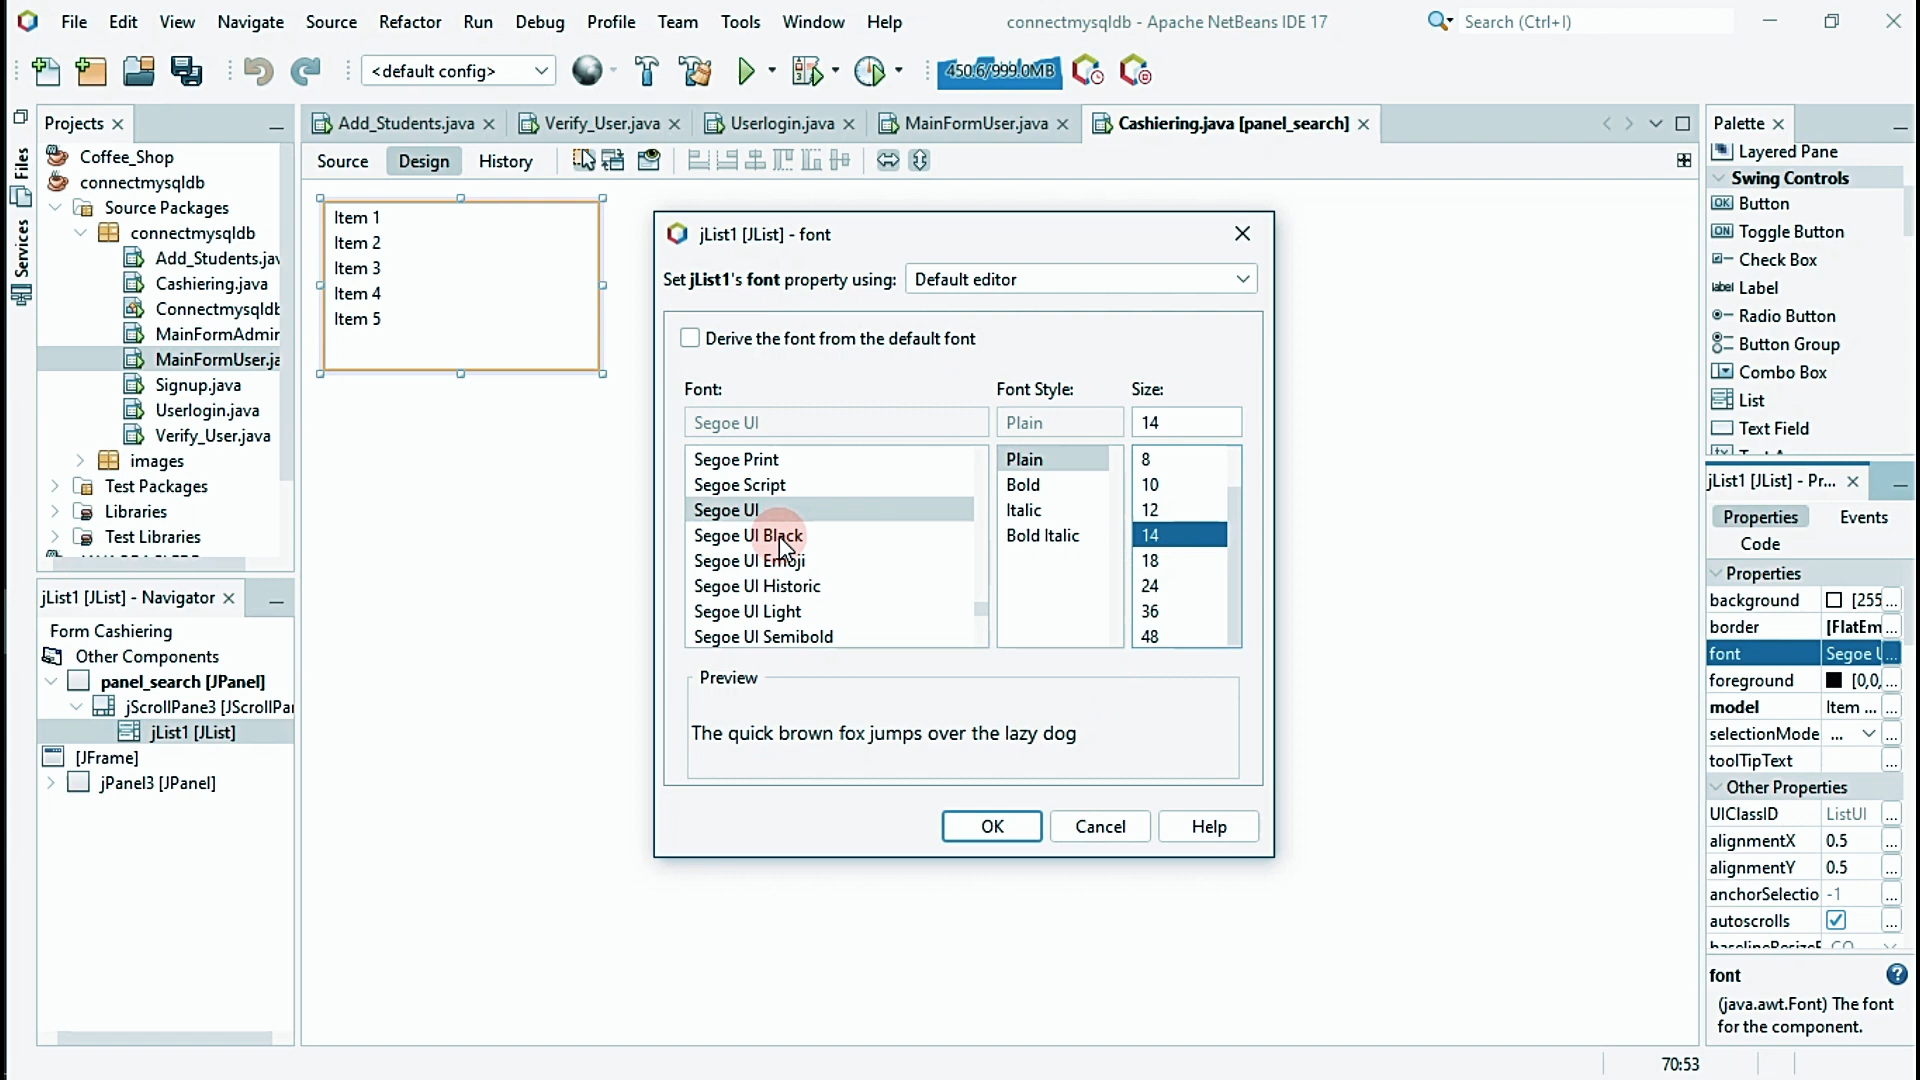 File Edit View Navigate Source Refactor Run Debug Profile Team Tools Window Help
connectmysqldb - Apache NetBeans IDE 17
Search (Ctrl+I)
<default config>
450.6/999.0MB
Files
Services
Projects
Coffee_Shop
connectmysqldb
Source Packages
connectmysqldb
Add_Students.jav
Cashiering.java
Connectmysqldb
MainFormAdmin
MainFormUser.ja
Signup.java
Userlogin.java
Verify_User.java
images
Test Packages
Libraries
Test Libraries
jList1 [JList] - Navigator
Form Cashiering
Other Components
panel_search [JPanel]
jScrollPane3 [JScrollPan
jList1 [JList]
[JFrame]
jPanel3 [JPanel]
Add_Students.java Verify_User.java Userlogin.java MainFormUser.java Cashiering.java [panel_search]
Source Design History
Item 1
Item 2
Item 3
Item 4
Item 5
jList1 [JList] - font
Set jList1's font property using: Default editor
Derive the font from the default font
Font: Font Style: Size:
Segoe UI Plain 14
Segoe Print Plain 8
Segoe Script Bold 10
Segoe UI Italic 12
Segoe UI Black Bold Italic 14
Segoe UI Emoji 18
Segoe UI Historic 24
Segoe UI Light 36
Segoe UI Semibold 48
Preview
The quick brown fox jumps over the lazy dog
OK Cancel Help
Palette
Layered Pane
Swing Controls
OK Button
ON Toggle Button
Check Box
label Label
Radio Button
Button Group
Combo Box
List
Text Field
jList1 [JList] - Pr...
Properties Events
Code
Properties
background [255 ...
border [FlatEm ...
font Segoe U ...
foreground [0,0, ...
model Item ... ...
selectionMode ... ...
toolTipText ...
Other Properties
UIClassID ListUI ...
alignmentX 0.5 ...
alignmentY 0.5 ...
anchorSelectio -1 ...
autoscrolls ...
font
(java.awt.Font) The font
for the component.
70:53